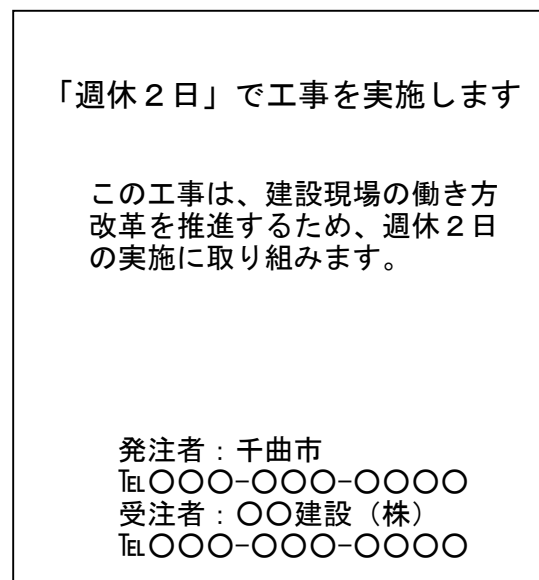 「週休２日」で工事を実施します
この工事は、建設現場の働き方
改革を推進するため、週休２日
の実施に取り組みます。
発注者：千曲市
℡〇〇〇-〇〇〇-〇〇〇〇
受注者：〇〇建設（株）
℡〇〇〇-〇〇〇-〇〇〇〇